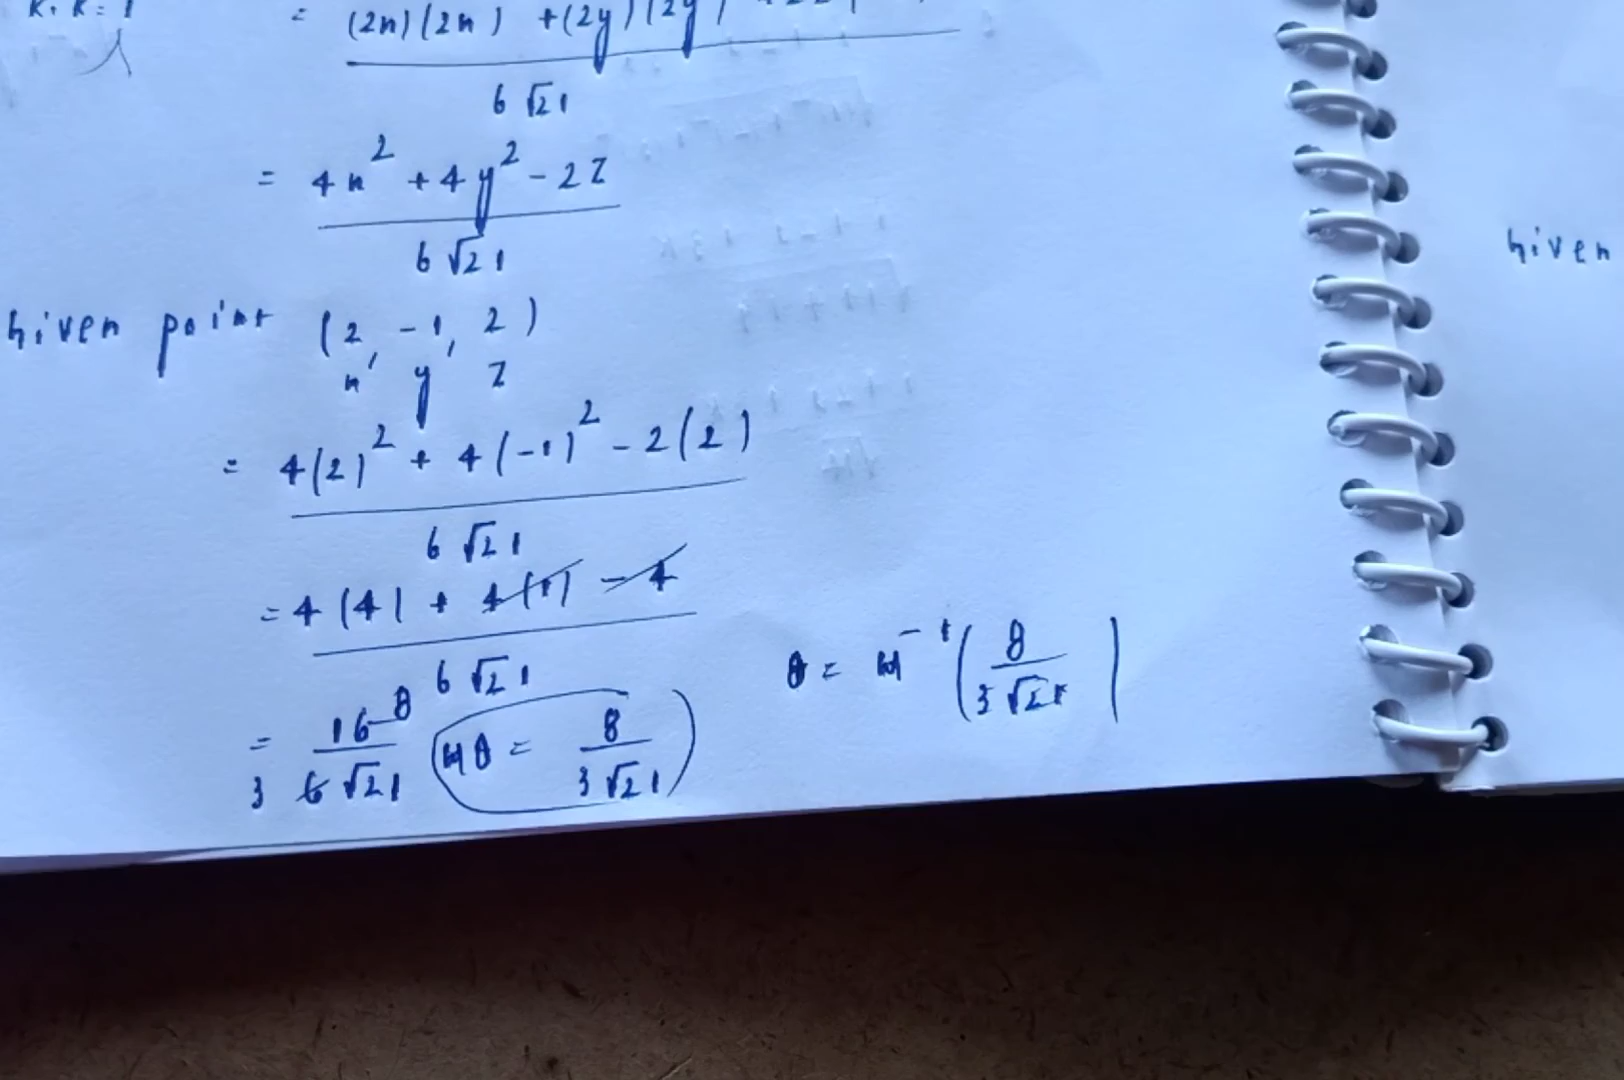 K. K = 1
= (2x)(2x) + (2y)(2y)
6 √21
= 4x² + 4y² - 2z
6 √21
Given point (2, -1, 2)
x, y, z
= 4(2)² + 4(-1)² - 2(2)
6 √21
= 4(4) + 4(1) - 4
6 √21
= 16 8
3 6 √21
cos θ = 8
3 √21
θ = cos⁻¹(8
3 √21)
Given